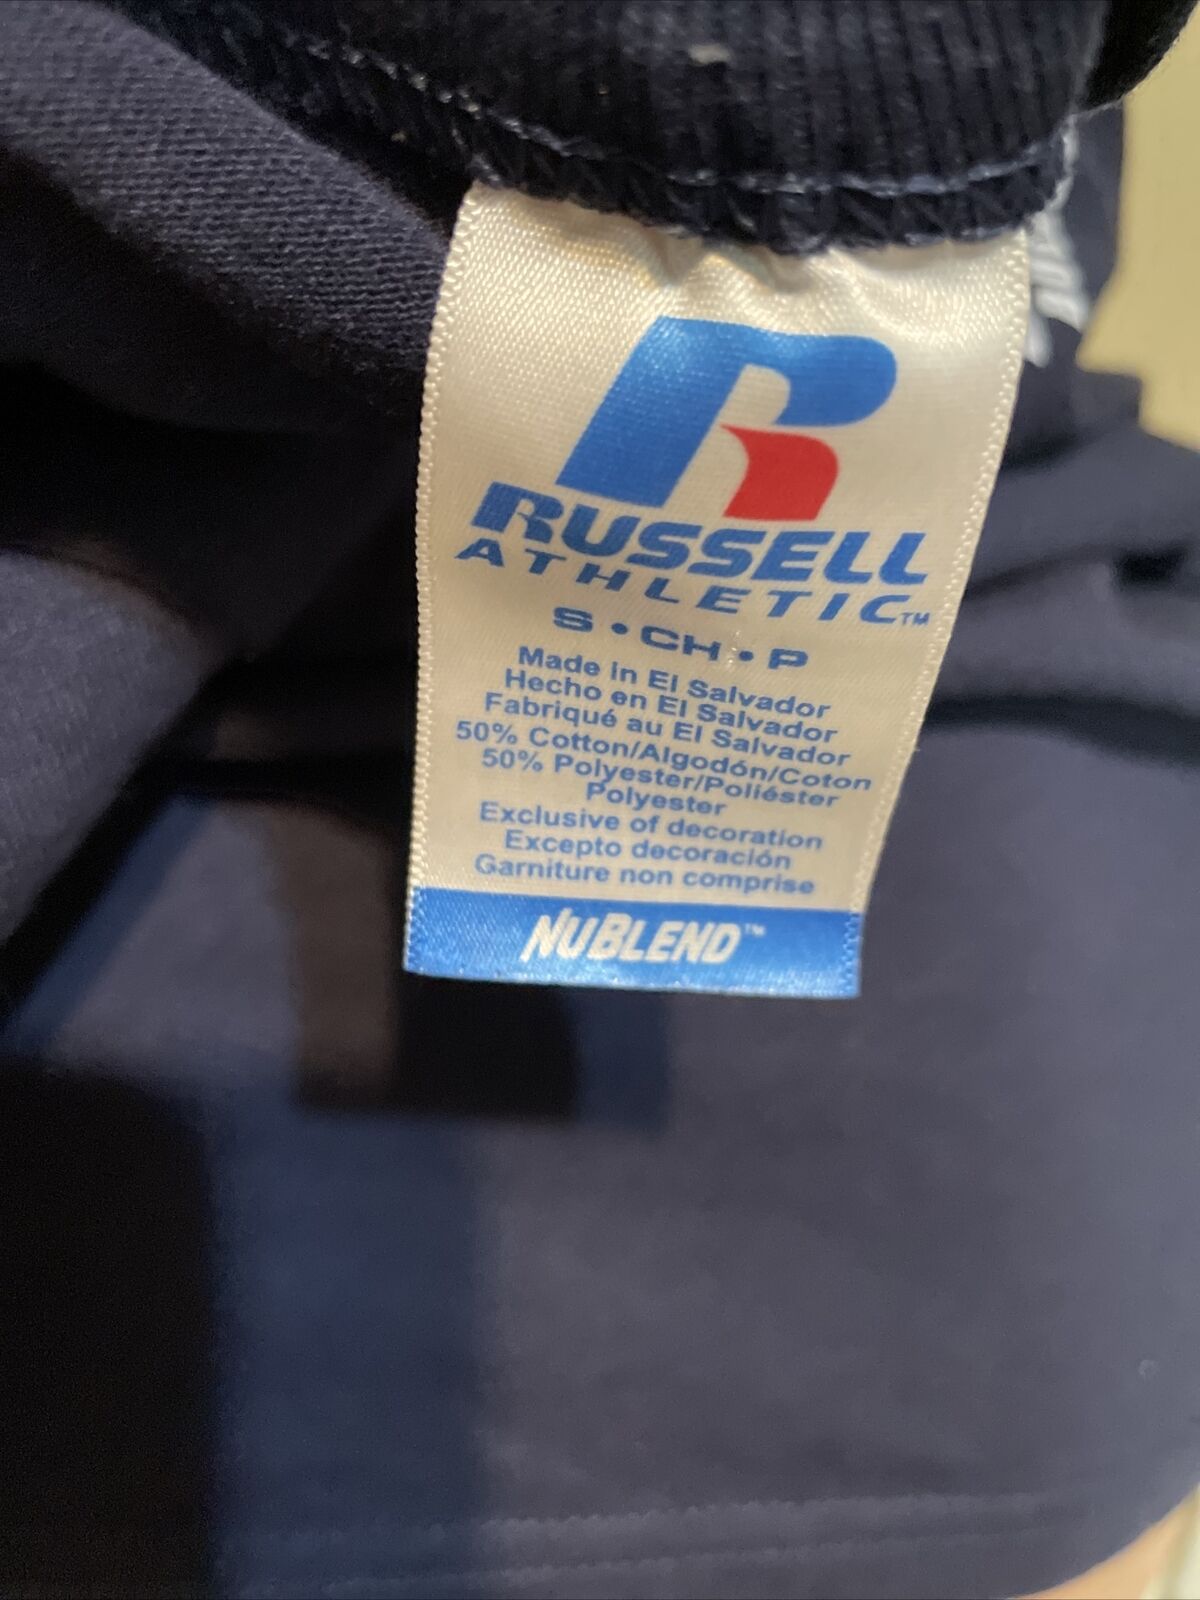 RUSSELL
ATHLETIC™
S • CH • P
Made in El Salvador
Hecho en El Salvador
Fabriqué au El Salvador
50% Cotton/Algodón/Coton
50% Polyester/Poliéster
Polyester
Exclusive of decoration
Excepto decoración
Garniture non comprise
NUBLEND™